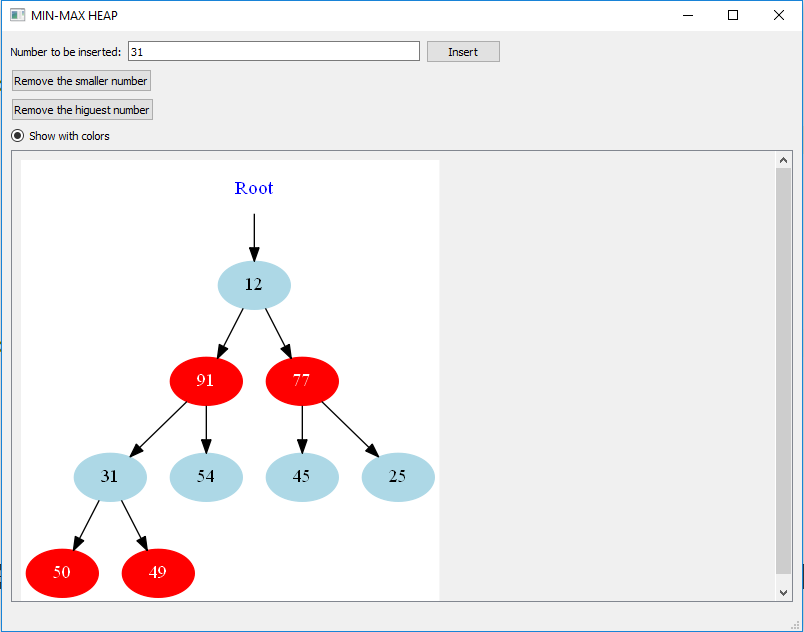 MIN-MAX HEAP
Number to be inserted: 31 Insert
Remove the smaller number
Remove the higuest number
Show with colors
Root
12
91 77
31 54 45 25
50 49